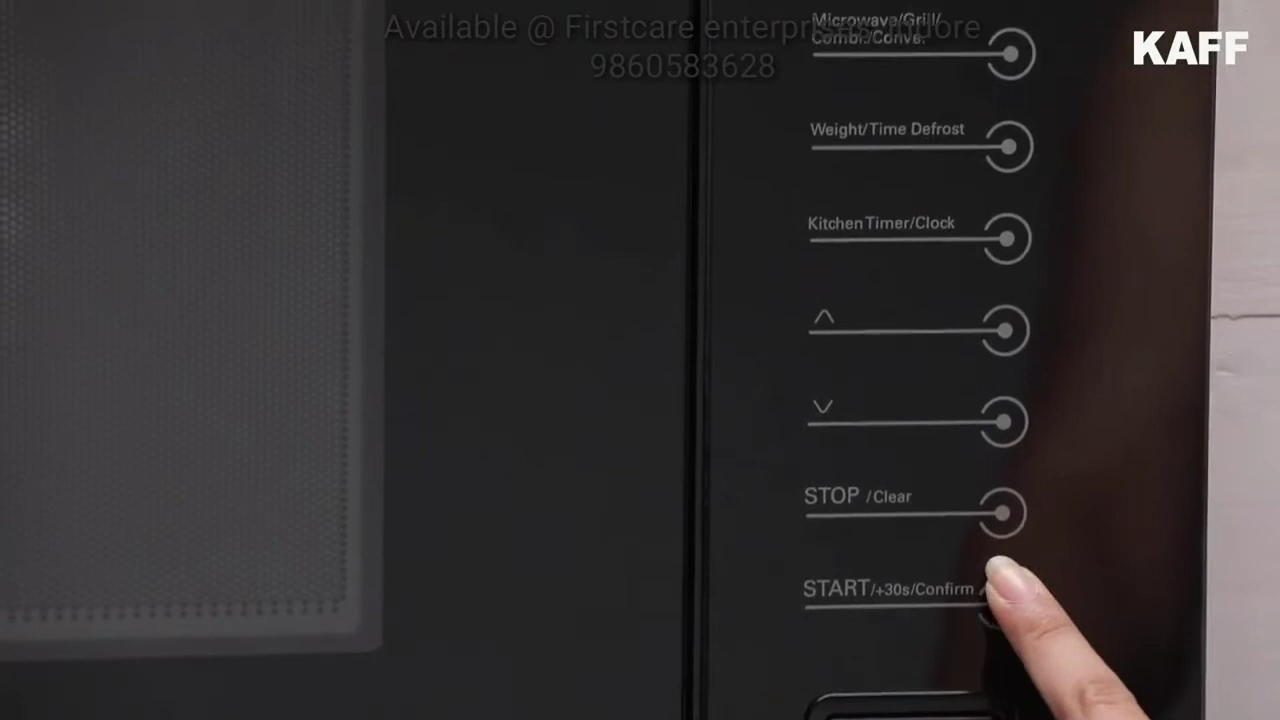 Available @ Firstcare enterprises indore
9860583628
KAFF
Microwave/Grill/
Combi./Conve.
Weight/Time Defrost
Kitchen Timer/Clock
STOP /Clear
START/+30s/Confirm